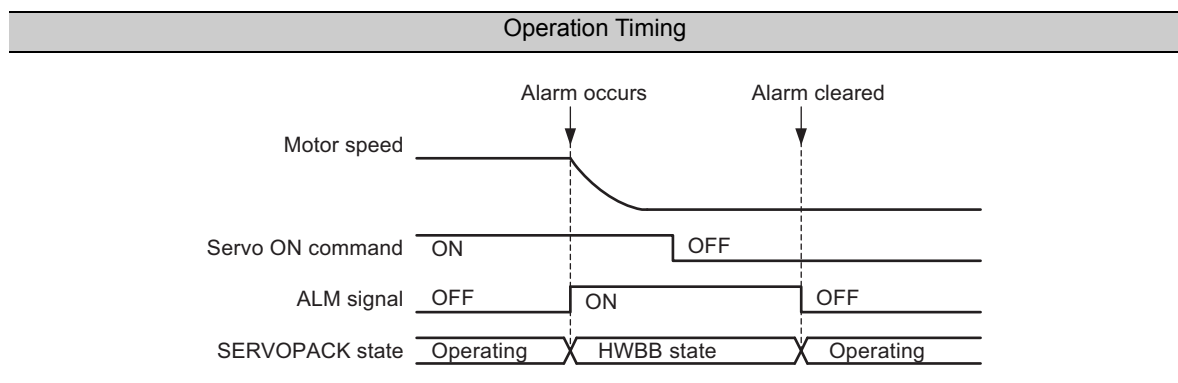 Operation Timing
Alarm occurs Alarm cleared
Motor speed
Servo ON command ON OFF
ALM signal OFF ON OFF
SERVOPACK state Operating HWBB state Operating